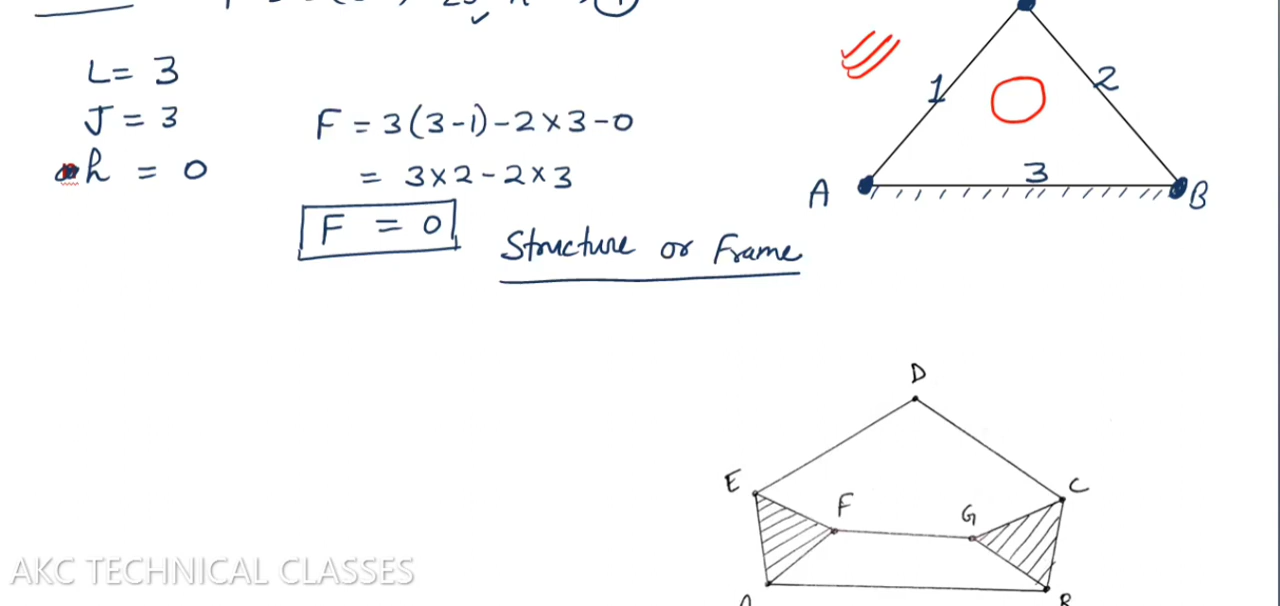 L = 3
J = 3
h = 0
F = 3(3-1)-2×3-0
= 3×2-2×3
F = 0
Structure or Frame
1
2
3
A
B
D
E
F
G
C
AKC TECHNICAL CLASSES